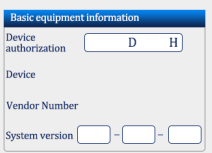 Basic equipment information
Device
authorization
D H
Device
Vendor Number
System version - -